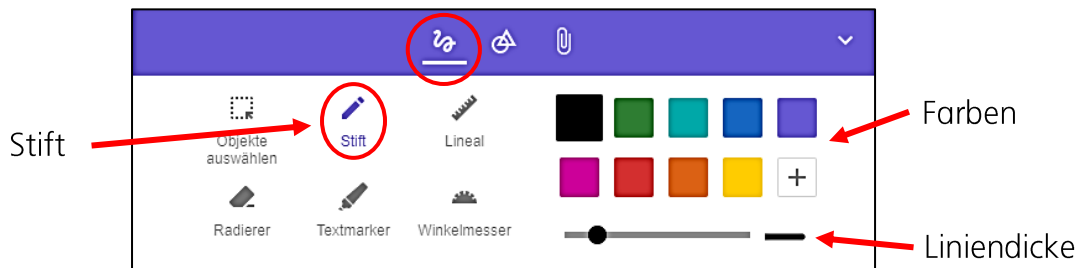 Stift
Objekte
auswählen
Stift
Lineal
Radierer
Textmarker
Winkelmesser
Farben
Liniendicke